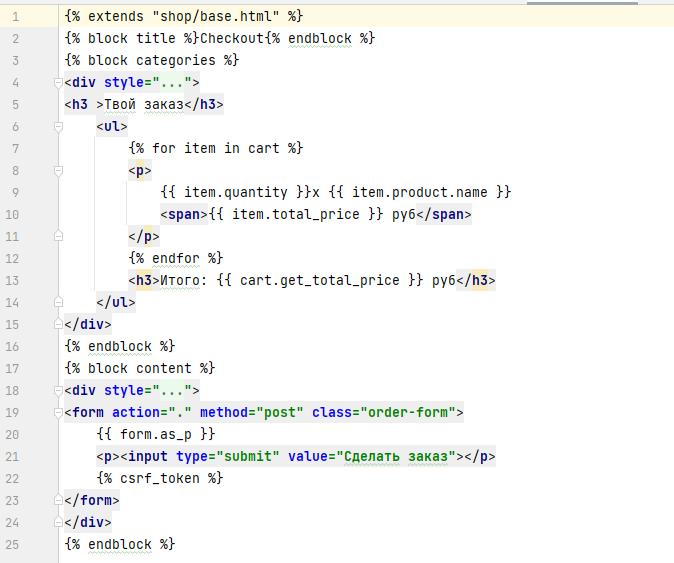 1 {% extends "shop/base.html" %}
2 {% block title %}Checkout{% endblock %}
3 {% block categories %}
4 <div style="...">
5 <h3 >Твой заказ</h3>
6 <ul>
7 {% for item in cart %}
8 <p>
9 {{ item.quantity }}x {{ item.product.name }}
10 <span>{{ item.total_price }} руб</span>
11 </p>
12 {% endfor %}
13 <h3>Итого: {{ cart.get_total_price }} руб</h3>
14 </ul>
15 </div>
16 {% endblock %}
17 {% block content %}
18 <div style="...">
19 <form action="." method="post" class="order-form">
20 {{ form.as_p }}
21 <p><input type="submit" value="Сделать заказ"></p>
22 {% csrf_token %}
23 </form>
24 </div>
25 {% endblock %}